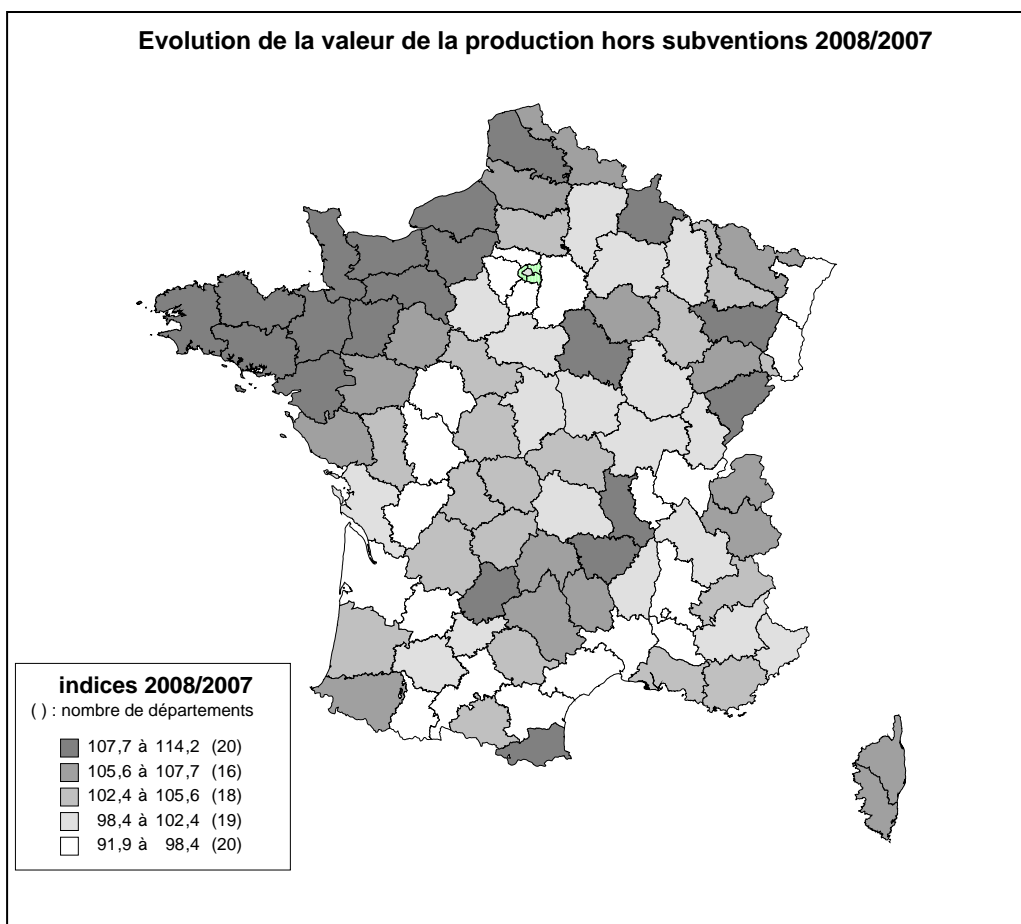 Evolution de la valeur de la production hors subventions 2008/2007
indices 2008/2007
( ) : nombre de départements
107,7 à 114,2 (20)
105,6 à 107,7 (16)
102,4 à 105,6 (18)
98,4 à 102,4 (19)
91,9 à 98,4 (20)